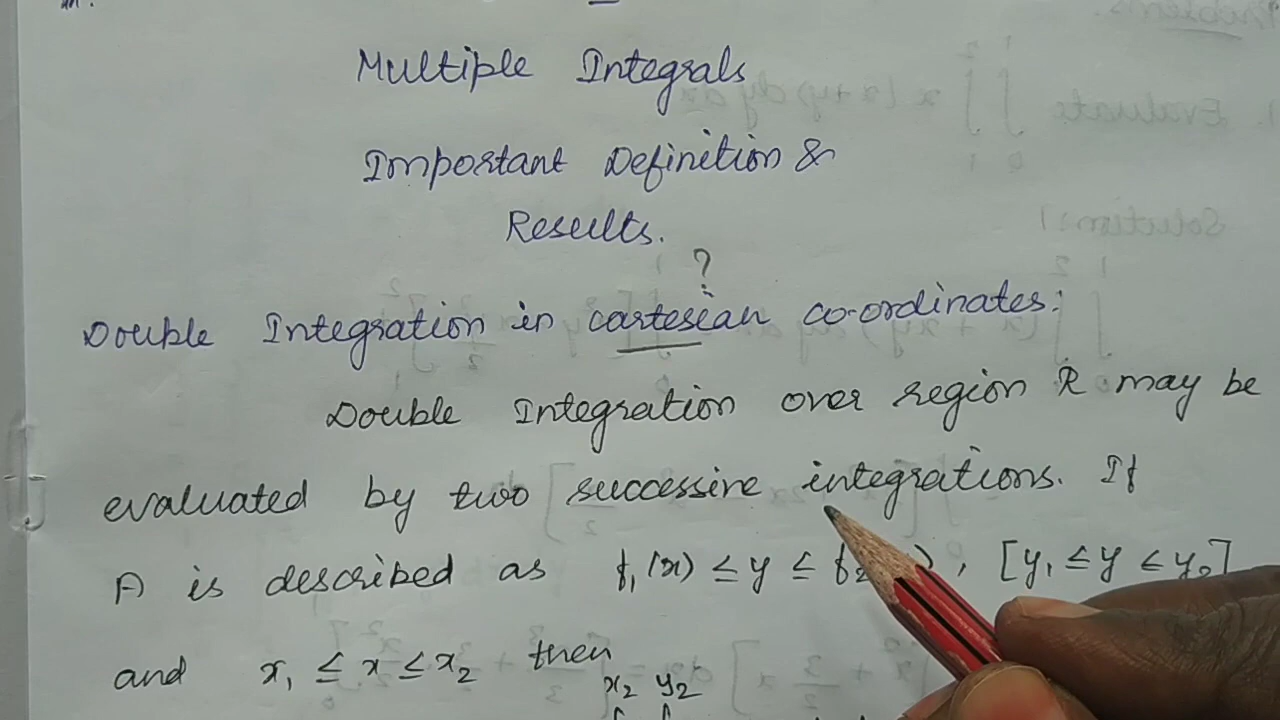 Multiple Integrals
Important Definition &
Results.
?
Double Integration in cartesian co-ordinates:
Double Integration over region R may be
evaluated by two successive integrations. If
A is described as f₁(x) ≤ y ≤ f₂ ), [y₁ ≤ y ≤ y₂]
and x₁ ≤ x ≤ x₂ then
x₂ y₂